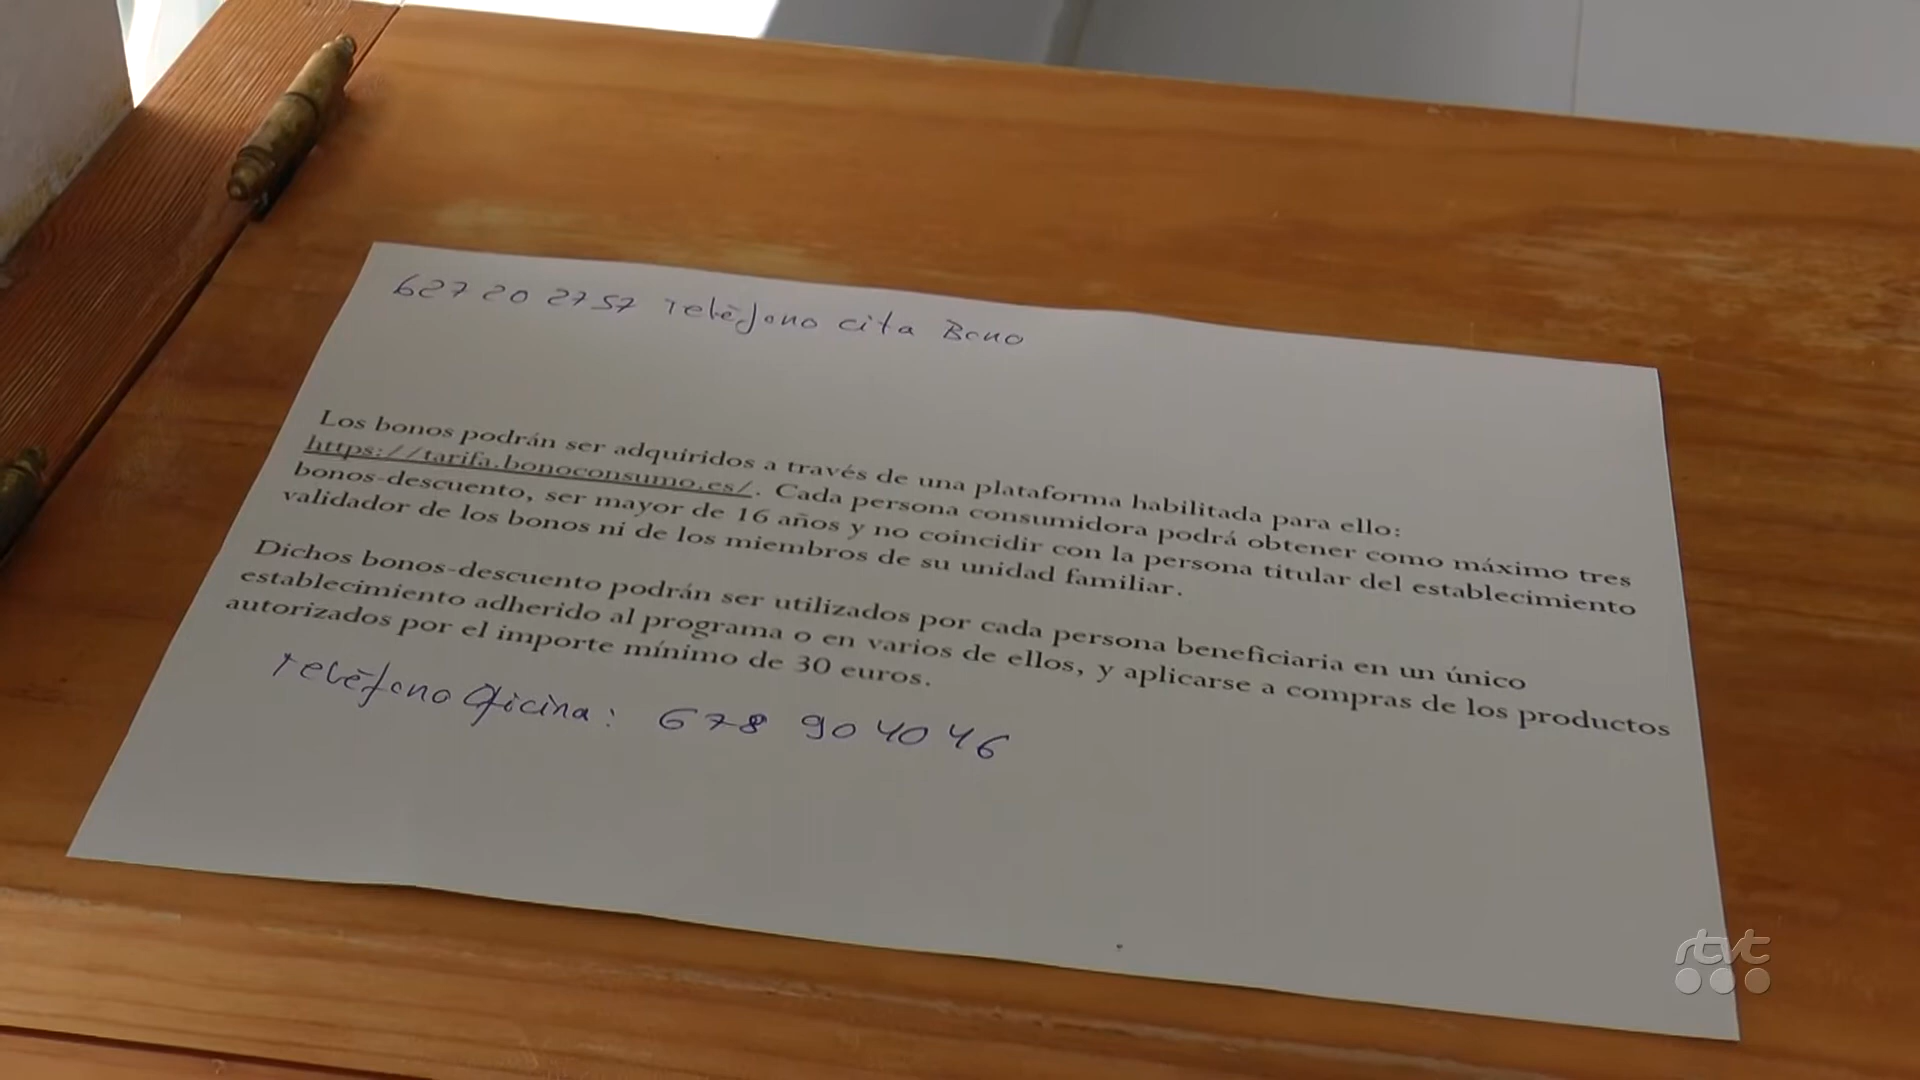 627 20 2757 Telèfono cita Bono
Los bonos podrán ser adquiridos a través de una plataforma habilitada para ello:
https://tarifa.bonoconsumo.es/. Cada persona consumidora podrá obtener como máximo tres
bonos-descuento, ser mayor de 16 años y no coincidir con la persona titular del establecimiento
validador de los bonos ni de los miembros de su unidad familiar.
Dichos bonos-descuento podrán ser utilizados por cada persona beneficiaria en un único
establecimiento adherido al programa o en varios de ellos, y aplicarse a compras de los productos
autorizados por el importe mínimo de 30 euros.
Telèfono Oficina: 678 90 40 46
rtvt